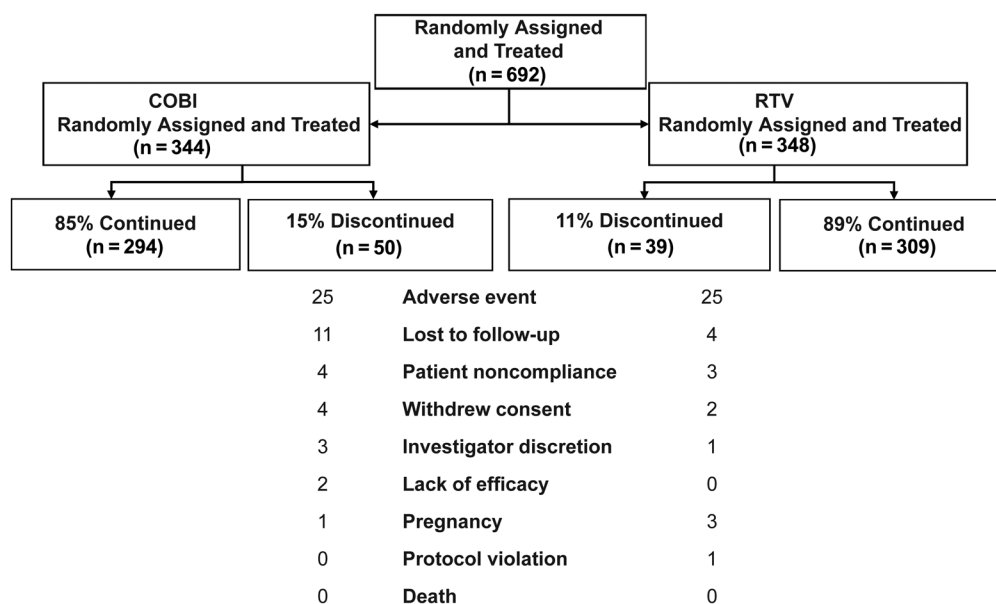 Randomly Assigned
and Treated
(n = 692)
COBI
Randomly Assigned and Treated
(n = 344)
RTV
Randomly Assigned and Treated
(n = 348)
85% Continued
(n = 294)
15% Discontinued
(n = 50)
11% Discontinued
(n = 39)
89% Continued
(n = 309)
25 Adverse event 25
11 Lost to follow-up 4
4 Patient noncompliance 3
4 Withdrew consent 2
3 Investigator discretion 1
2 Lack of efficacy 0
1 Pregnancy 3
0 Protocol violation 1
0 Death 0